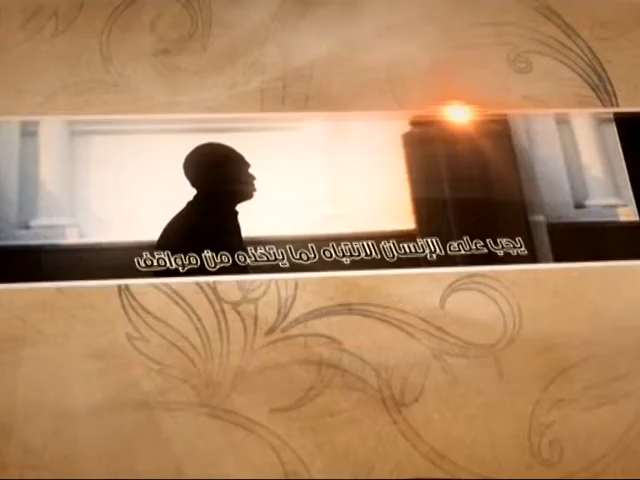 يجب على الإنسان الانتباه لما يتخذه من مواقف